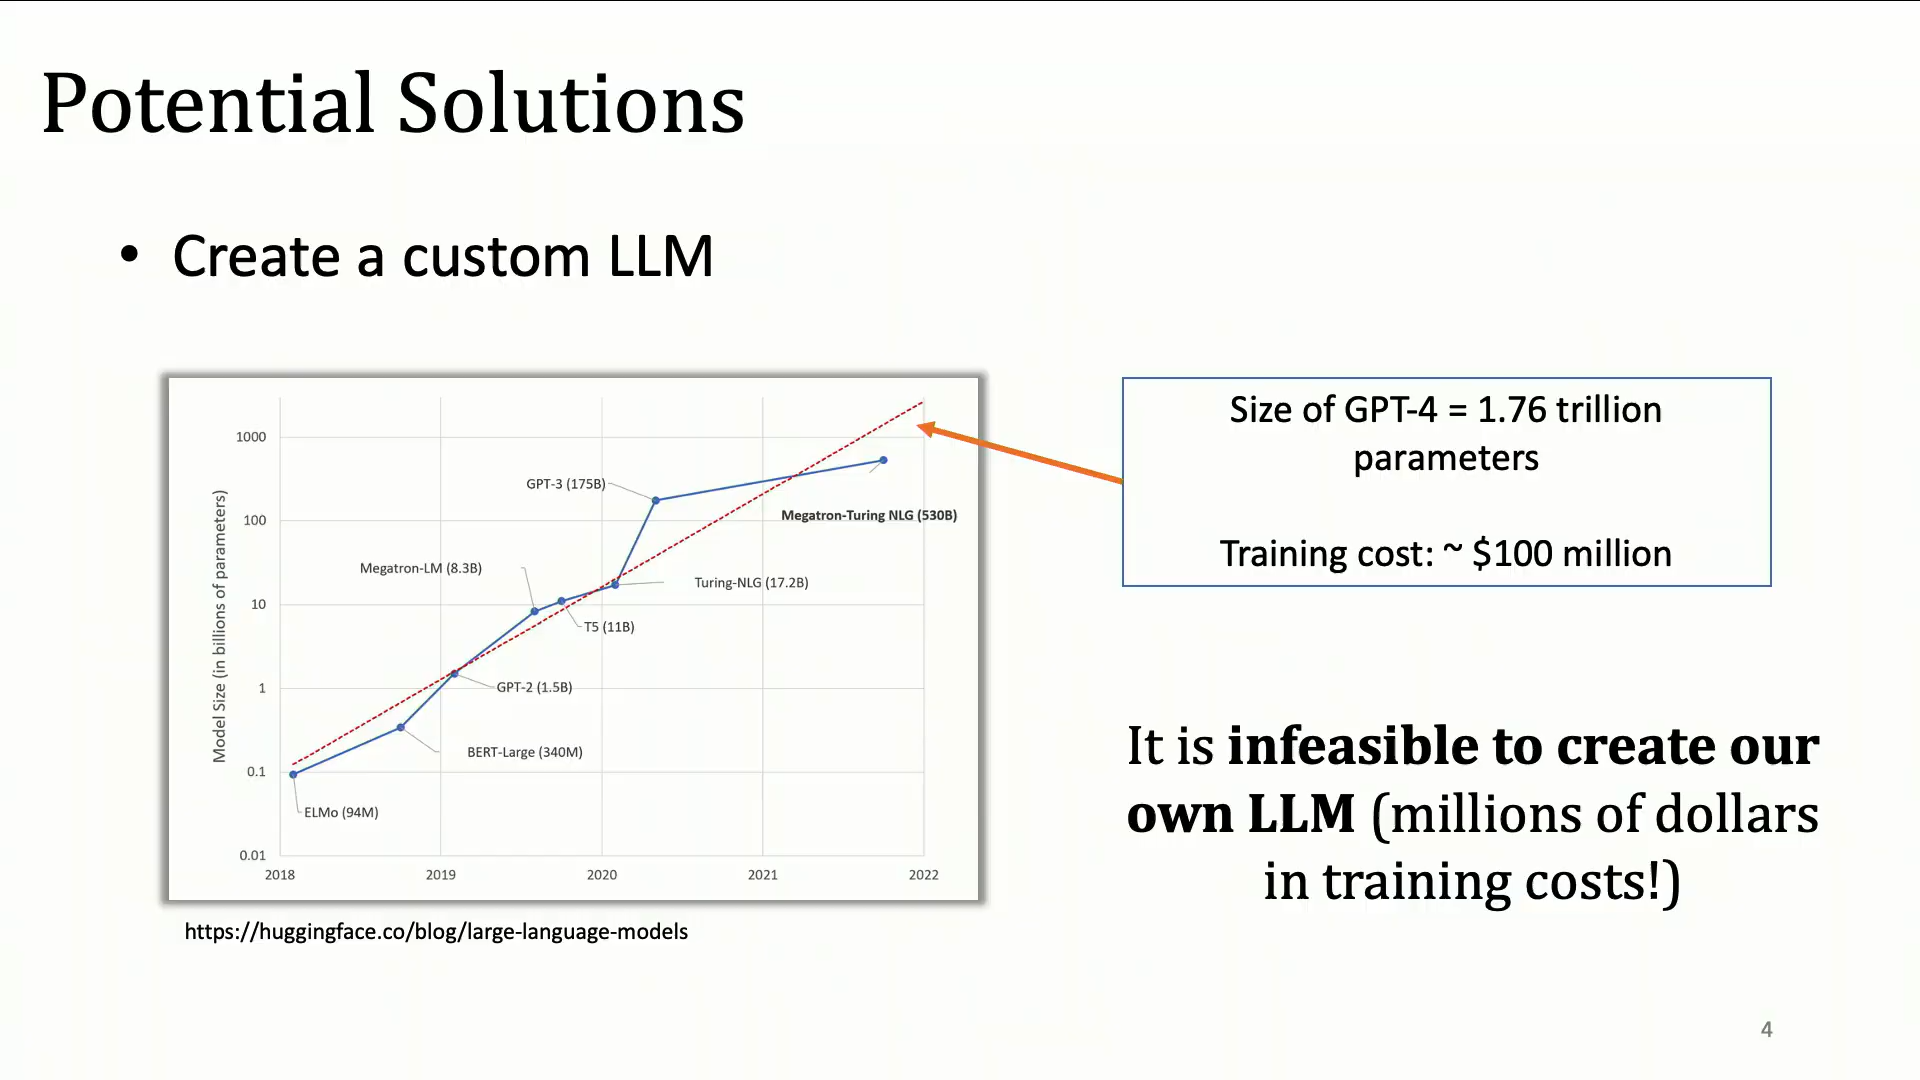 Potential Solutions
• Create a custom LLM
Model Size (in billions of parameters)
1000
100
10
1
0.1
0.01
2018
2019
2020
2021
2022
GPT-3 (175B)
Megatron-Turing NLG (530B)
Megatron-LM (8.3B)
Turing-NLG (17.2B)
T5 (11B)
GPT-2 (1.5B)
BERT-Large (340M)
ELMo (94M)
https://huggingface.co/blog/large-language-models
Size of GPT-4 = 1.76 trillion
parameters
Training cost: ~ $100 million
It is infeasible to create our
own LLM (millions of dollars
in training costs!)
4